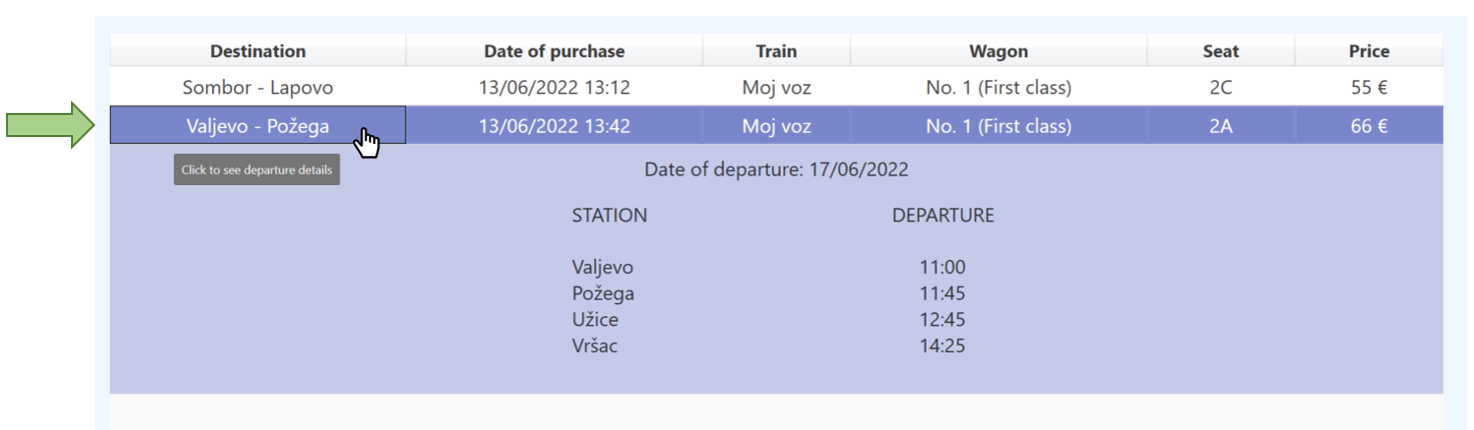 Destination Date of purchase Train Wagon Seat Price
Sombor - Lapovo 13/06/2022 13:12 Moj voz No. 1 (First class) 2C 55 €
Valjevo - Požega 13/06/2022 13:42 Moj voz No. 1 (First class) 2A 66 €
Click to see departure details Date of departure: 17/06/2022
STATION DEPARTURE
Valjevo 11:00
Požega 11:45
Užice 12:45
Vršac 14:25